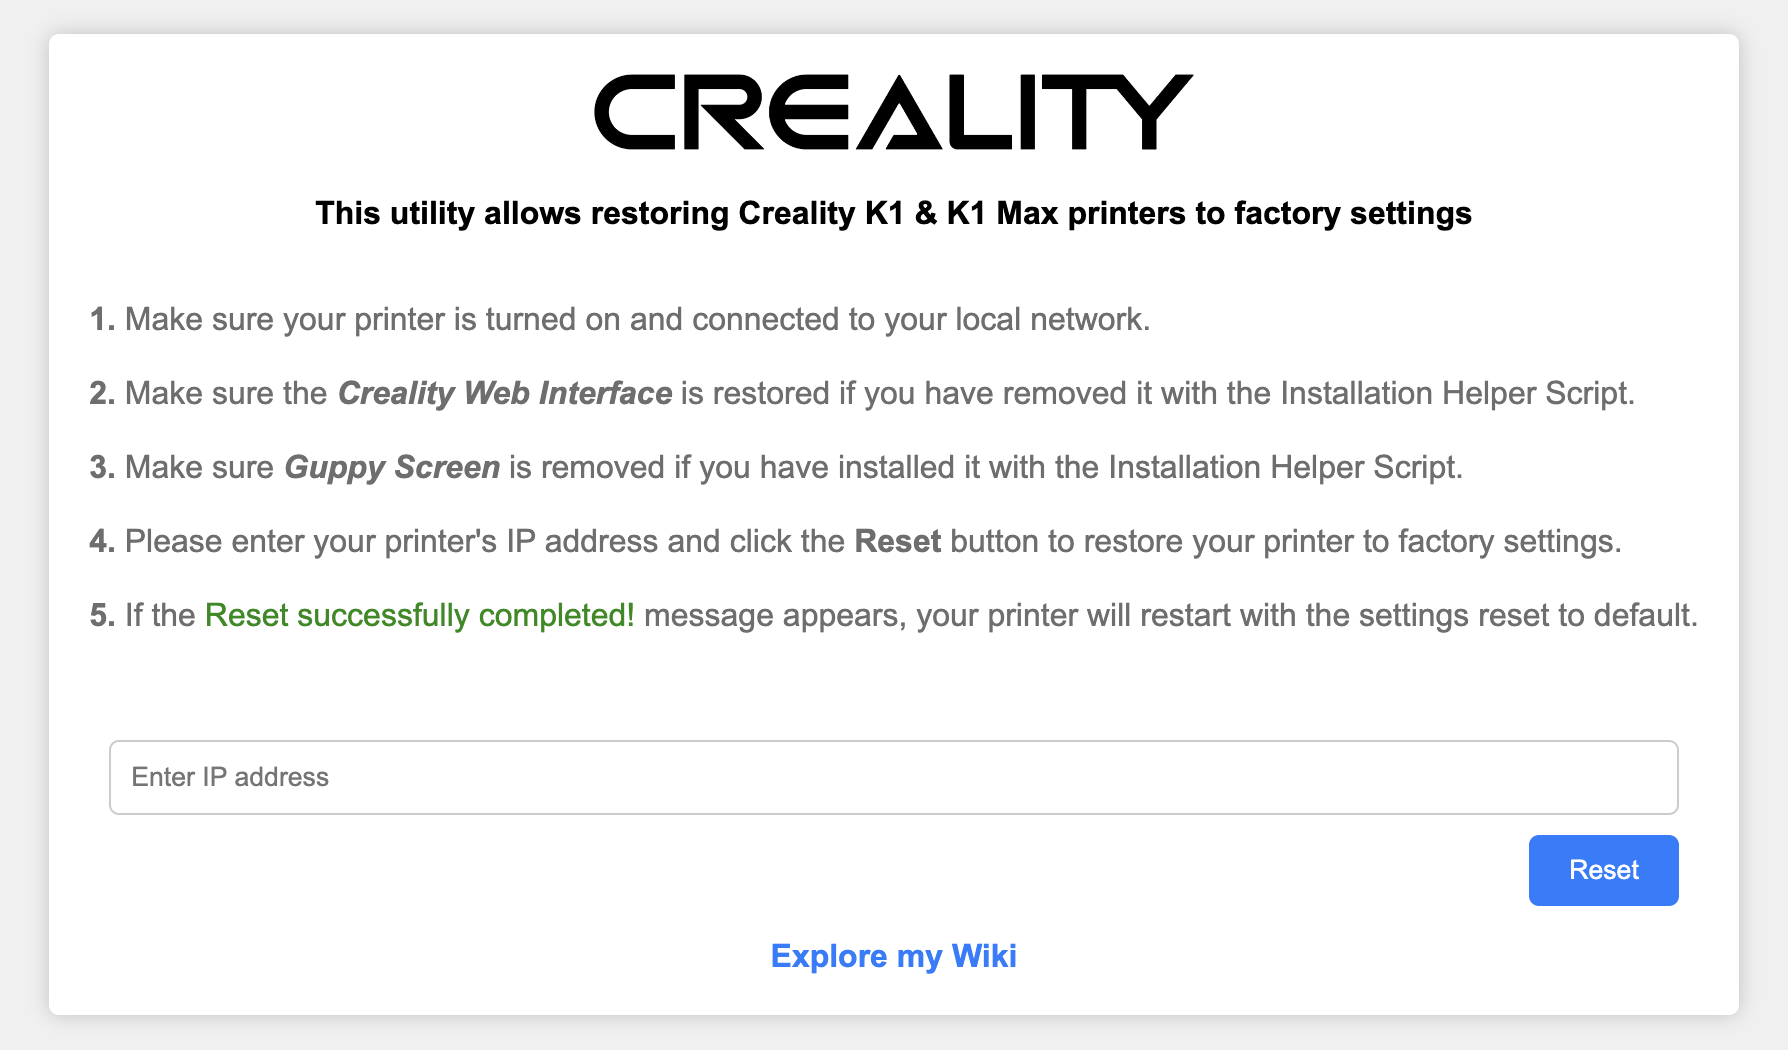 CREALITY
This utility allows restoring Creality K1 & K1 Max printers to factory settings
1. Make sure your printer is turned on and connected to your local network.
2. Make sure the Creality Web Interface is restored if you have removed it with the Installation Helper Script.
3. Make sure Guppy Screen is removed if you have installed it with the Installation Helper Script.
4. Please enter your printer's IP address and click the Reset button to restore your printer to factory settings.
5. If the Reset successfully completed! message appears, your printer will restart with the settings reset to default.
Enter IP address
Reset
Explore my Wiki